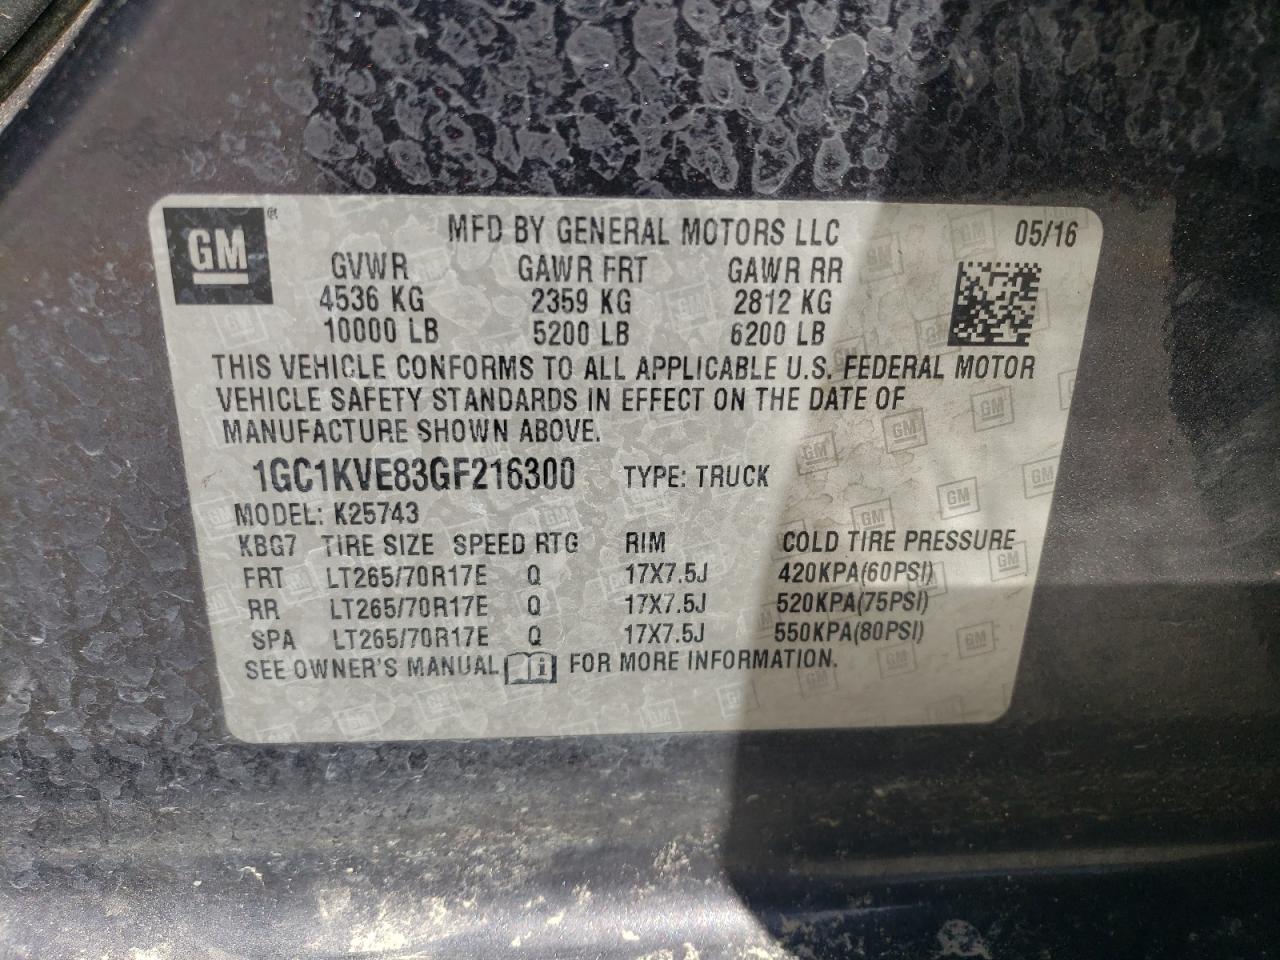 GM®
MFD BY GENERAL MOTORS LLC 05/16
GVWR GAWR FRT GAWR RR
4536 KG 2359 KG 2812 KG
10000 LB 5200 LB 6200 LB
THIS VEHICLE CONFORMS TO ALL APPLICABLE U.S. FEDERAL MOTOR
VEHICLE SAFETY STANDARDS IN EFFECT ON THE DATE OF
MANUFACTURE SHOWN ABOVE.
1GC1KVE83GF216300 TYPE: TRUCK
MODEL: K25743
KBG7 TIRE SIZE SPEED RTG RIM COLD TIRE PRESSURE
FRT LT265/70R17E Q 17X7.5J 420KPA(60PSI)
RR LT265/70R17E Q 17X7.5J 520KPA(75PSI)
SPA LT265/70R17E Q 17X7.5J 550KPA(80PSI)
SEE OWNER'S MANUAL i FOR MORE INFORMATION.